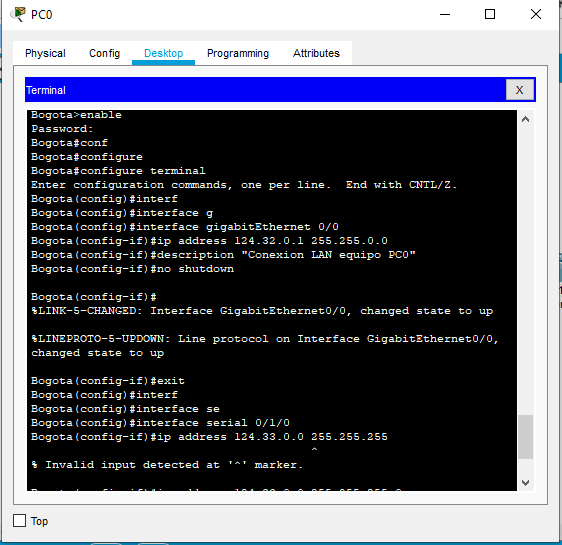 PC0
Physical Config Desktop Programming Attributes
Terminal X
Bogota>enable
Password:
Bogota#conf
Bogota#configure
Bogota#configure terminal
Enter configuration commands, one per line.  End with CNTL/Z.
Bogota(config)#interf
Bogota(config)#interface g
Bogota(config)#interface gigabitEthernet 0/0
Bogota(config-if)#ip address 124.32.0.1 255.255.0.0
Bogota(config-if)#description "Conexion LAN equipo PC0"
Bogota(config-if)#no shutdown
Bogota(config-if)#
%LINK-5-CHANGED: Interface GigabitEthernet0/0, changed state to up
%LINEPROTO-5-UPDOWN: Line protocol on Interface GigabitEthernet0/0,
changed state to up
Bogota(config-if)#exit
Bogota(config)#interf
Bogota(config)#interface se
Bogota(config)#interface serial 0/1/0
Bogota(config-if)#ip address 124.33.0.0 255.255.255
^
% Invalid input detected at '^' marker.
Top